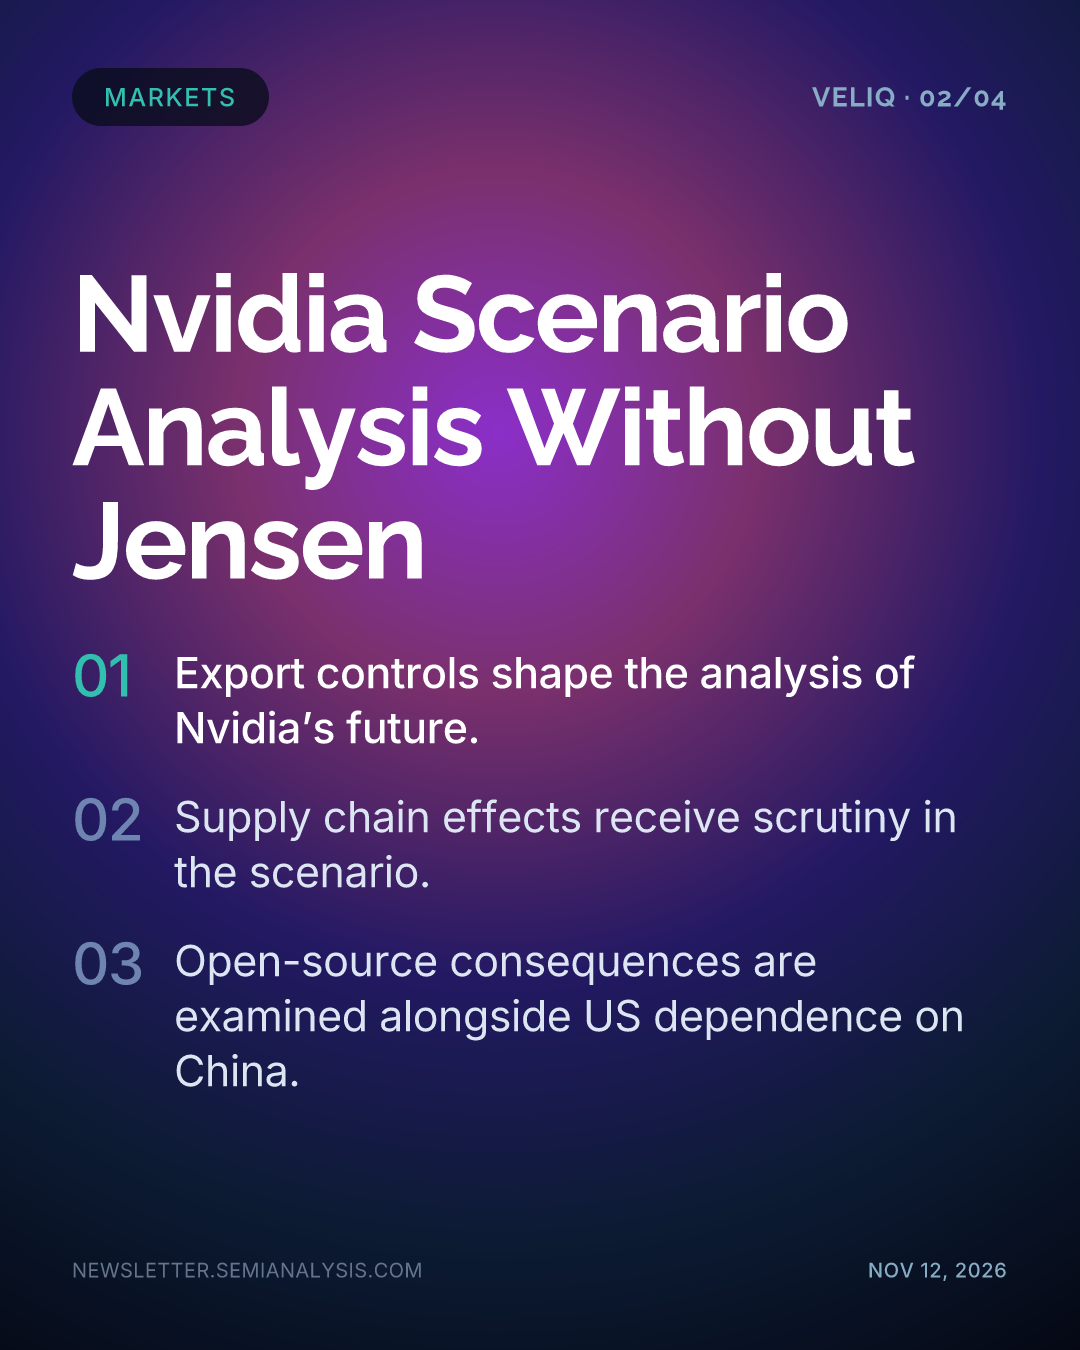 MARKETS
VELIQ · 02/04
Nvidia Scenario
Analysis Without
Jensen
01 Export controls shape the analysis of
Nvidia’s future.
02 Supply chain effects receive scrutiny in
the scenario.
03 Open-source consequences are
examined alongside US dependence on
China.
NEWSLETTER.SEMIANALYSIS.COM
NOV 12, 2026